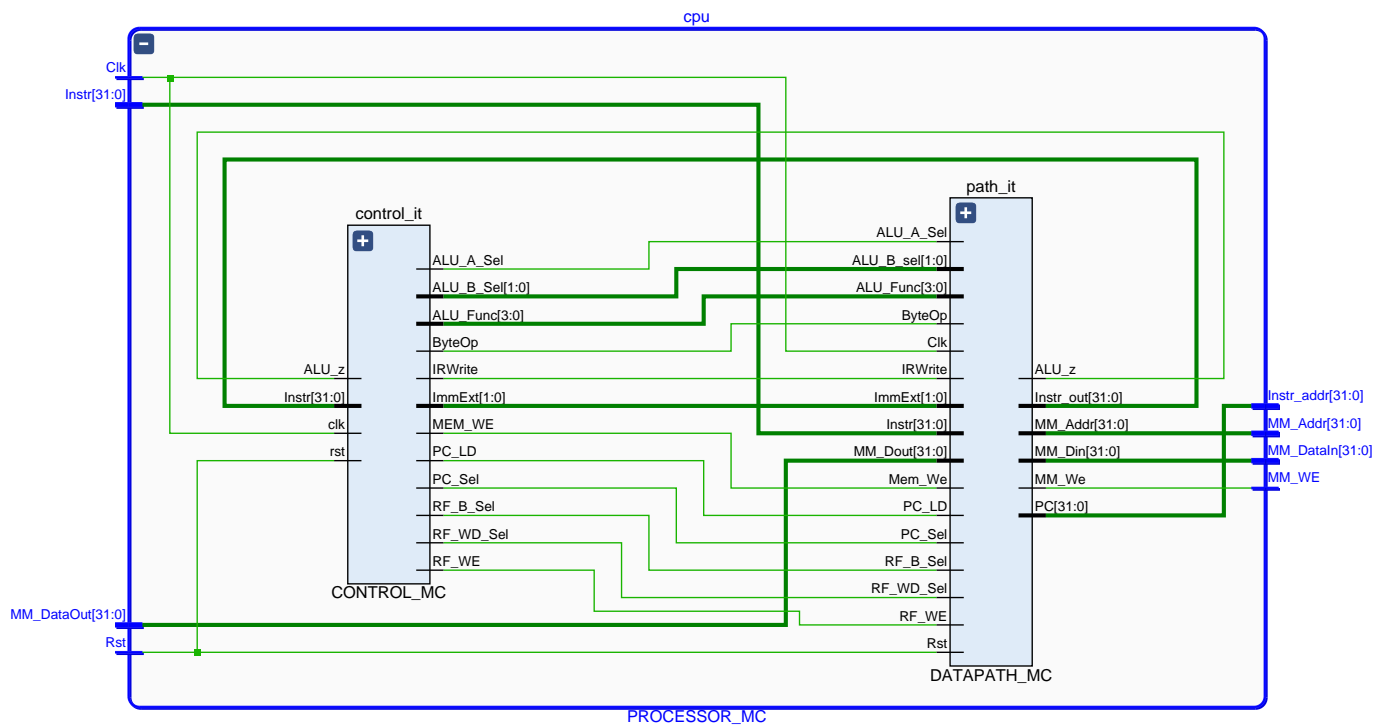 cpu
Clk
Instr[31:0]
path_it
control_it
ALU_A_Sel
ALU_A_Sel
ALU_B_Sel[1:0]
ALU_B_sel[1:0]
ALU_Func[3:0]
ALU_Func[3:0]
ByteOp
ByteOp
Clk
ALU_z
IRWrite
IRWrite
ALU_z
Instr[31:0]
ImmExt[1:0]
ImmExt[1:0]
Instr_out[31:0]
Instr_addr[31:0]
clk
MEM_WE
Instr[31:0]
MM_Addr[31:0]
MM_Addr[31:0]
rst
PC_LD
MM_Dout[31:0]
MM_Din[31:0]
MM_DataIn[31:0]
PC_Sel
Mem_We
MM_We
MM_WE
RF_B_Sel
PC_LD
PC[31:0]
RF_WD_Sel
PC_Sel
RF_WE
RF_B_Sel
CONTROL_MC
RF_WD_Sel
MM_DataOut[31:0]
RF_WE
Rst
Rst
DATAPATH_MC
PROCESSOR_MC